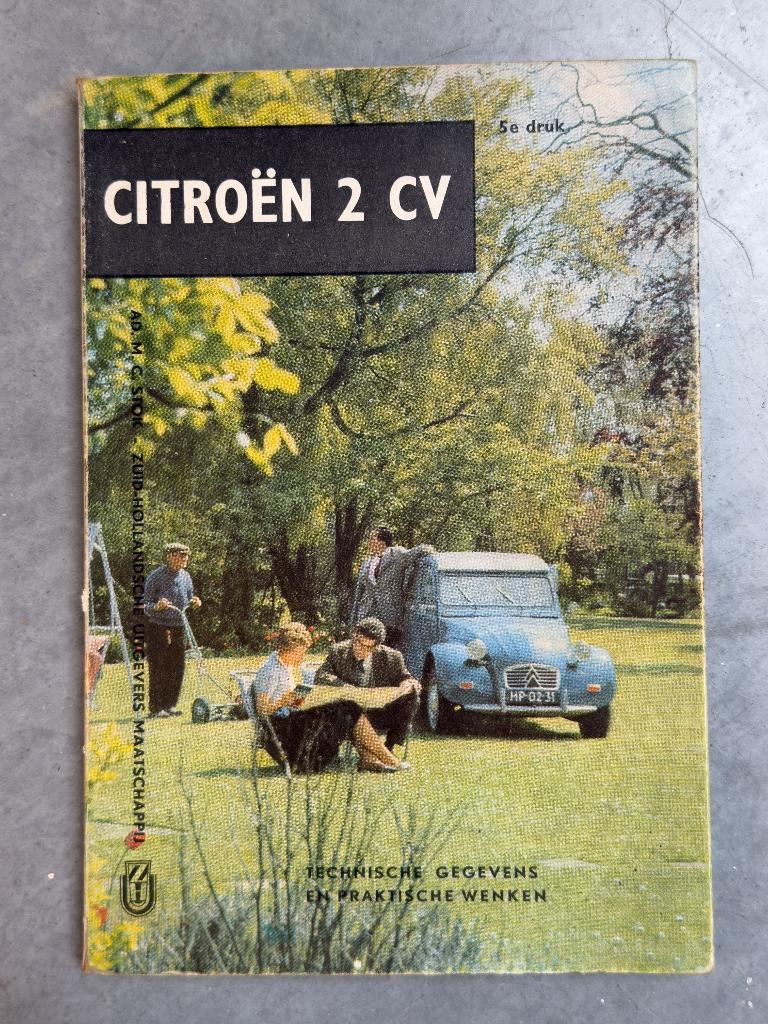 5e druk
CITROËN 2 CV
AD. M. C. STOK - ZUID-HOLLANDSCHE UITGEVERS MAATSCHAPPIJ
HP-02-31
TECHNISCHE GEGEVENS
EN PRAKTISCHE WENKEN